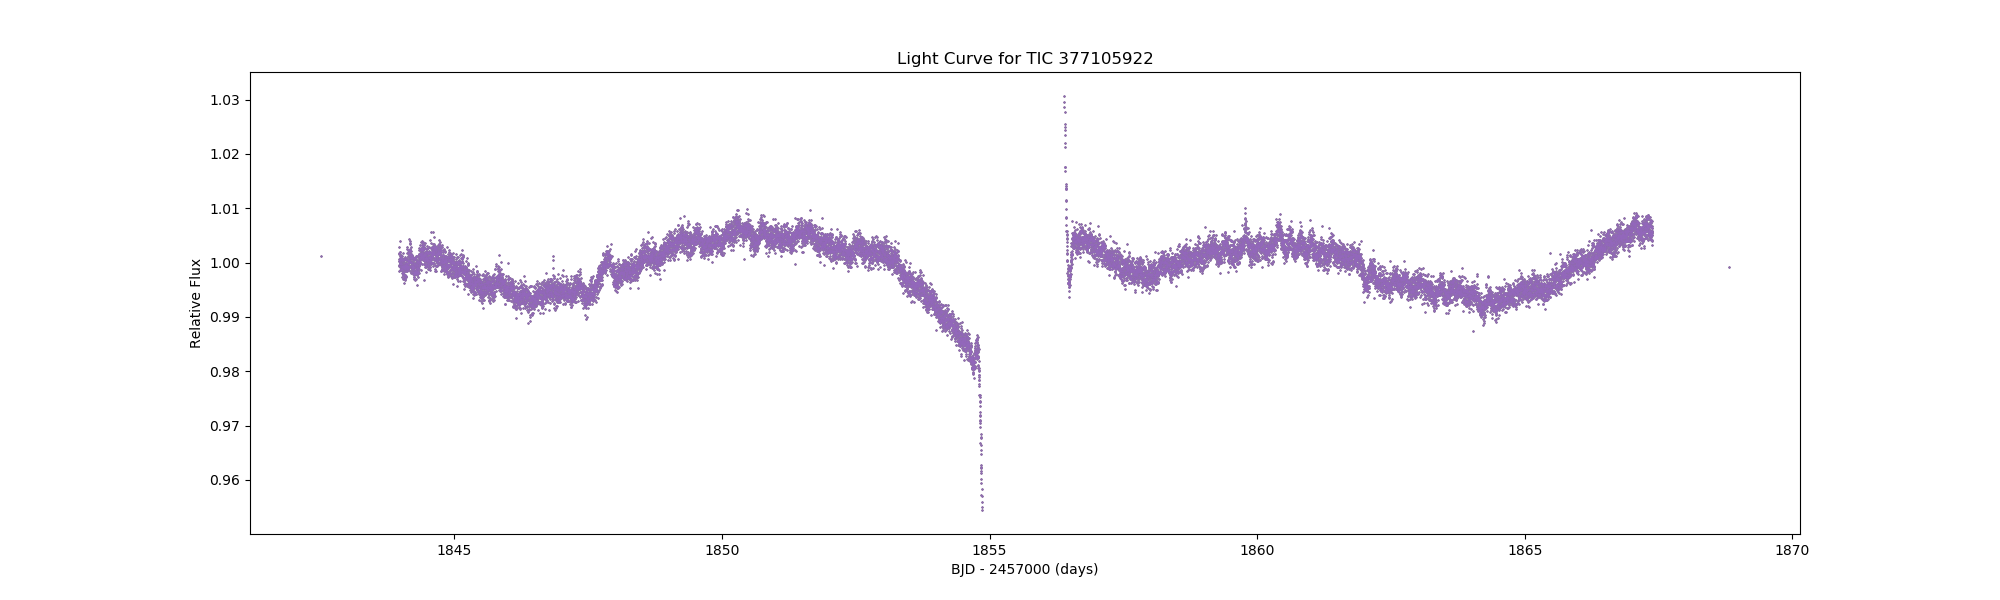 Light Curve for TIC 377105922
Relative Flux
1.03
1.02
1.01
1.00
0.99
0.98
0.97
0.96
1845 1850 1855 1860 1865 1870
BJD - 2457000 (days)